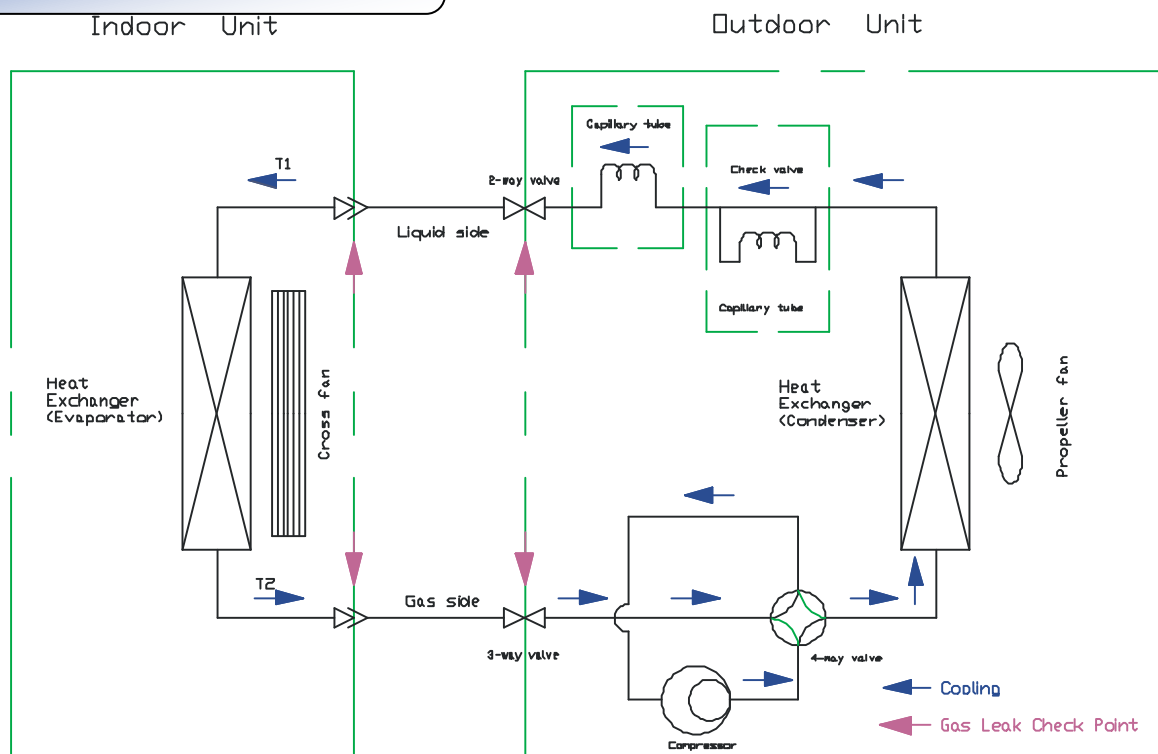 Indoor Unit
Outdoor Unit
Capillary tube
T1
Check valve
2-way valve
Liquid side
Capillary tube
Heat
Exchanger
(Evaporator)
Cross fan
Heat
Exchanger
(Condenser)
Propeller fan
T2
Gas side
3-way valve
4-way valve
Cooling
Gas Leak Check Point
Compressor